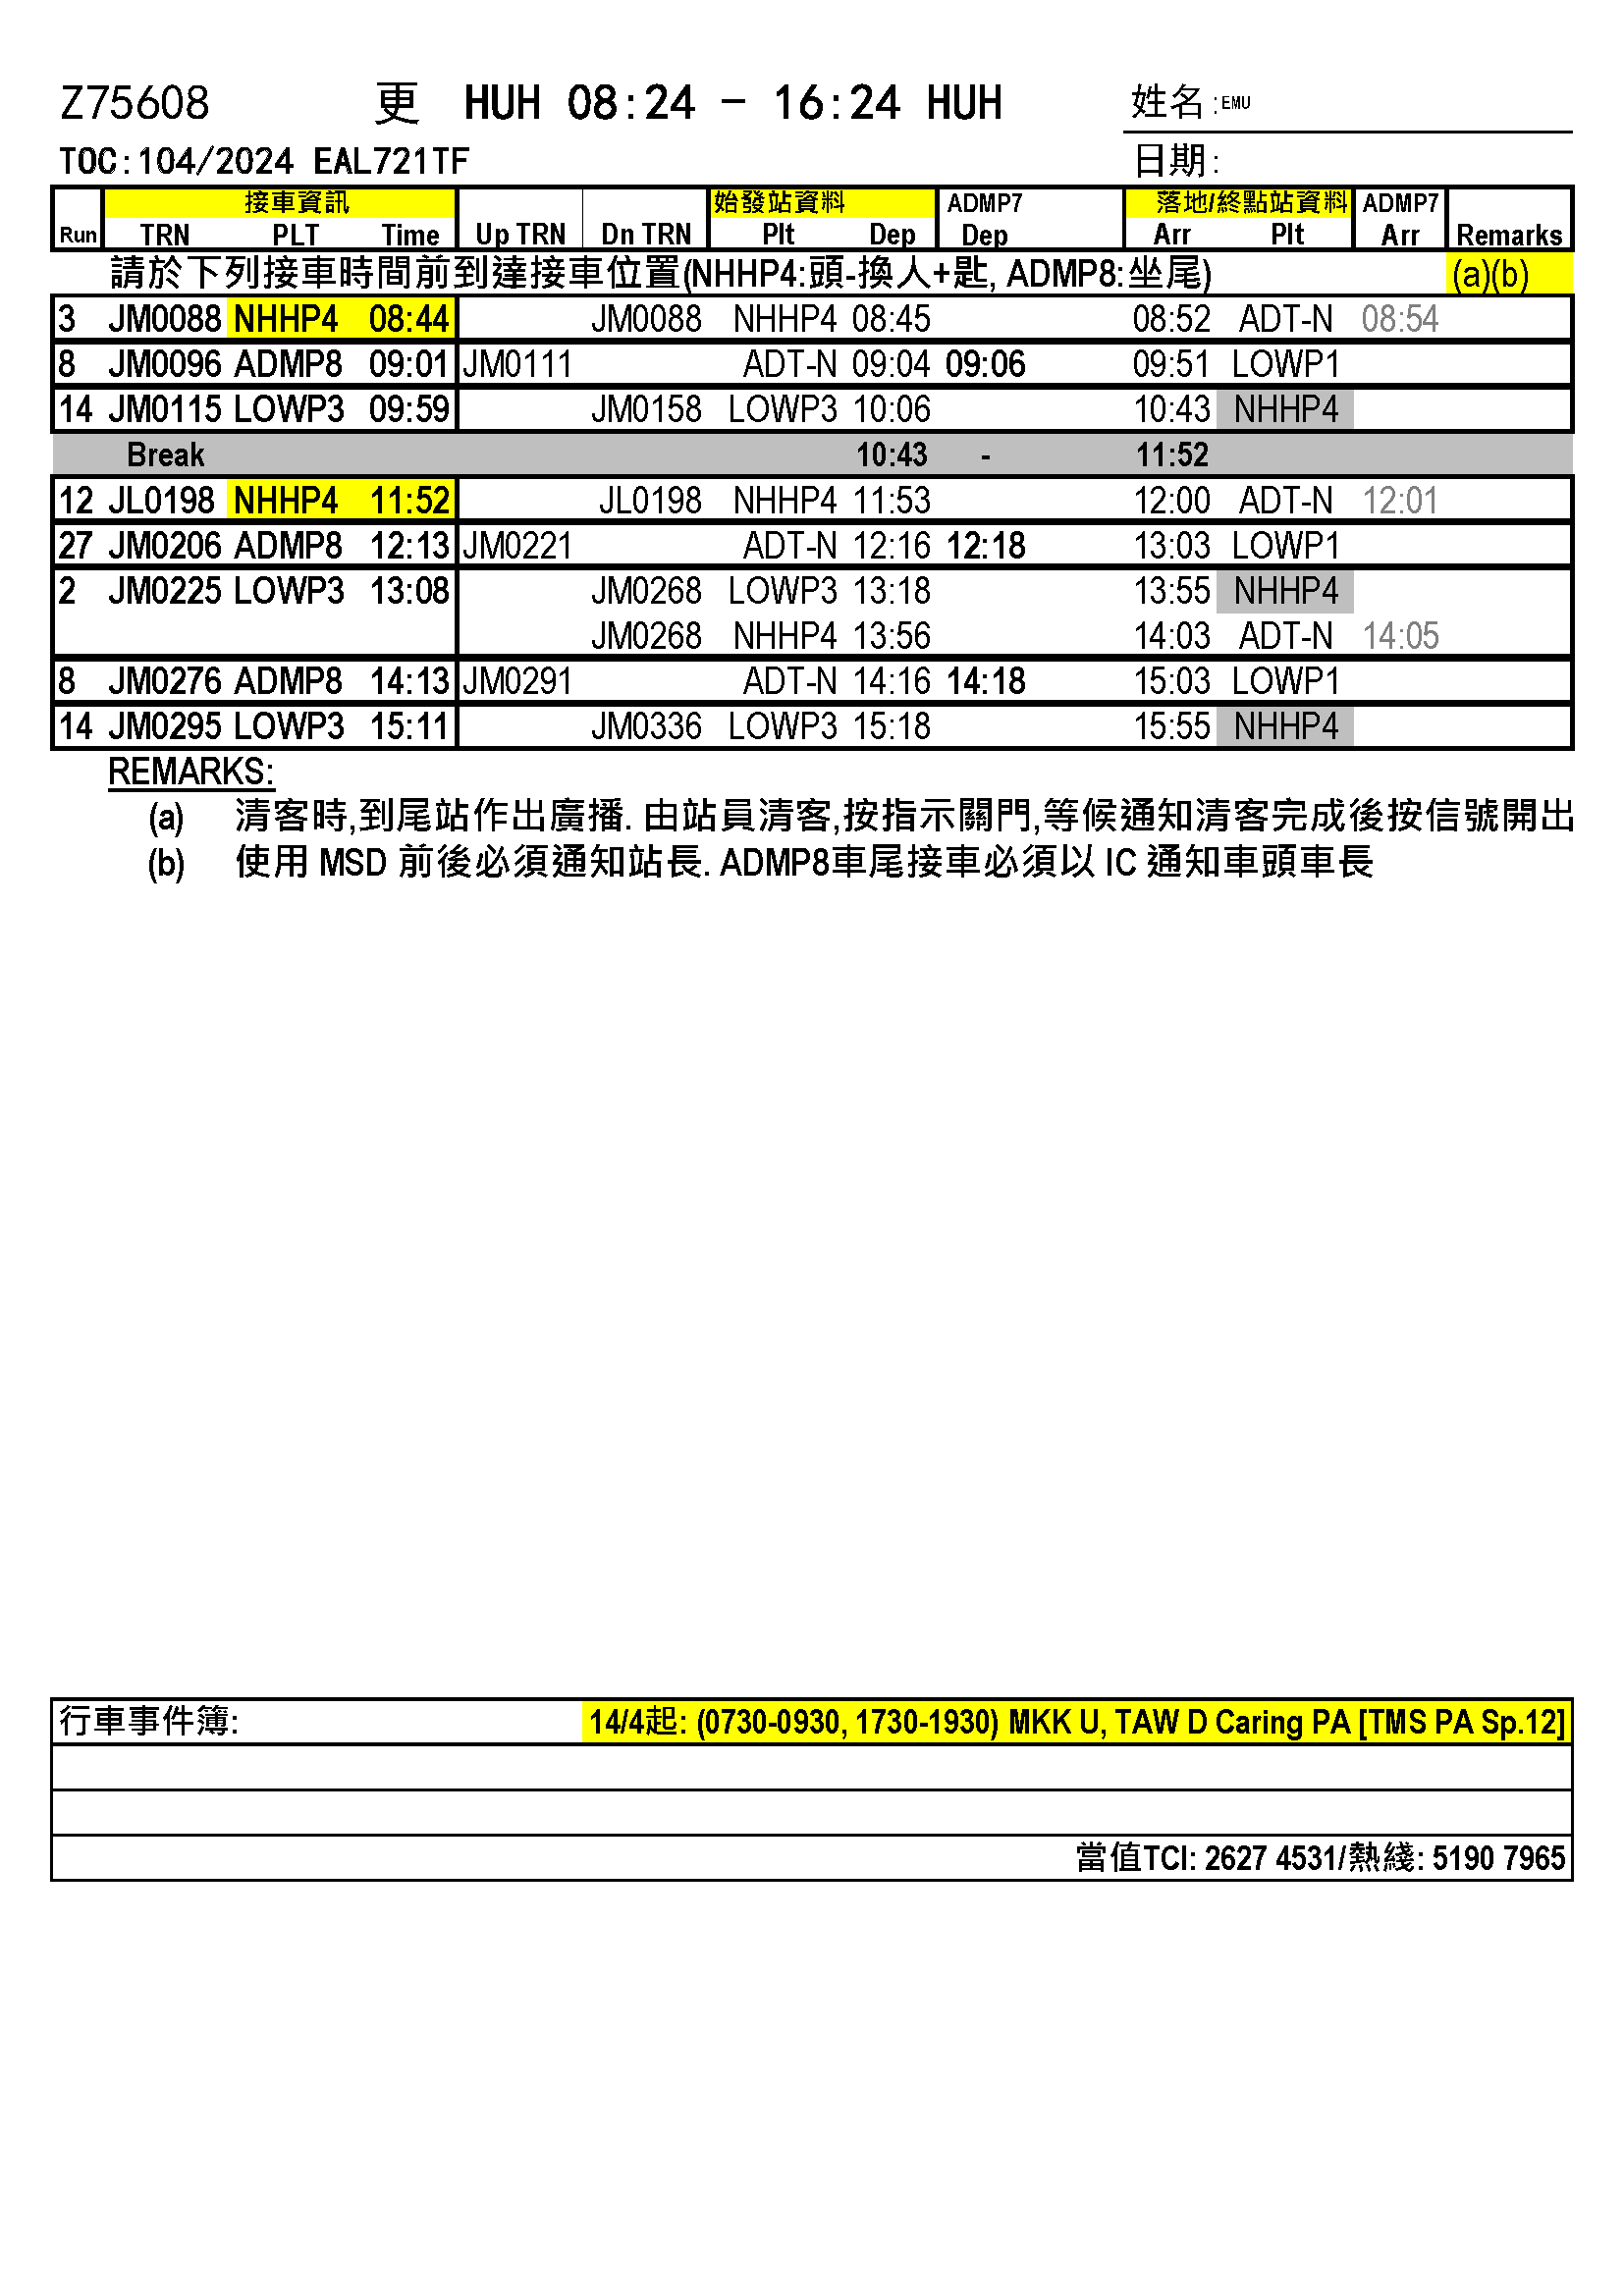 Z75608 更 HUH 08:24 - 16:24 HUH 姓名:EMU
TOC:104/2024 EAL721TF 日期:
接車資訊 始發站資料 ADMP7 落地/終點站資料 ADMP7
Run TRN PLT Time Up TRN Dn TRN Plt Dep Dep Arr Plt Arr Remarks
請於下列接車時間前到達接車位置(NHHP4:頭-換人+匙, ADMP8:坐尾) (a)(b)
3 JM0088 NHHP4 08:44 JM0088 NHHP4 08:45 08:52 ADT-N 08:54
8 JM0096 ADMP8 09:01 JM0111 ADT-N 09:04 09:06 09:51 LOWP1
14 JM0115 LOWP3 09:59 JM0158 LOWP3 10:06 10:43 NHHP4
Break 10:43 - 11:52
12 JL0198 NHHP4 11:52 JL0198 NHHP4 11:53 12:00 ADT-N 12:01
27 JM0206 ADMP8 12:13 JM0221 ADT-N 12:16 12:18 13:03 LOWP1
2 JM0225 LOWP3 13:08 JM0268 LOWP3 13:18 13:55 NHHP4
JM0268 NHHP4 13:56 14:03 ADT-N 14:05
8 JM0276 ADMP8 14:13 JM0291 ADT-N 14:16 14:18 15:03 LOWP1
14 JM0295 LOWP3 15:11 JM0336 LOWP3 15:18 15:55 NHHP4
REMARKS:
(a) 清客時,到尾站作出廣播. 由站員清客,按指示關門,等候通知清客完成後按信號開出
(b) 使用 MSD 前後必須通知站長. ADMP8車尾接車必須以 IC 通知車頭車長
行車事件簿: 14/4起: (0730-0930, 1730-1930) MKK U, TAW D Caring PA [TMS PA Sp.12]
當值TCI: 2627 4531/熱綫: 5190 7965